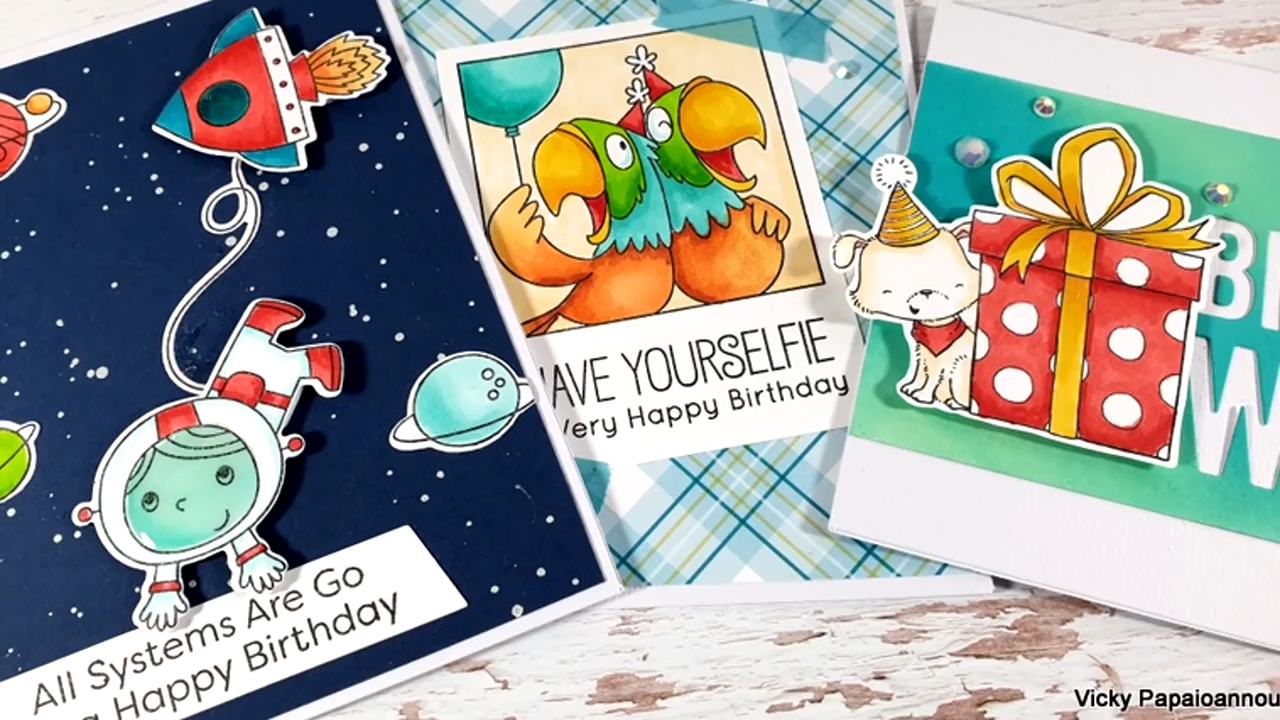 All Systems Are Go
Happy Birthday
AVE YOURSELFIE
Very Happy Birthday
B
W
Vicky Papaioannou